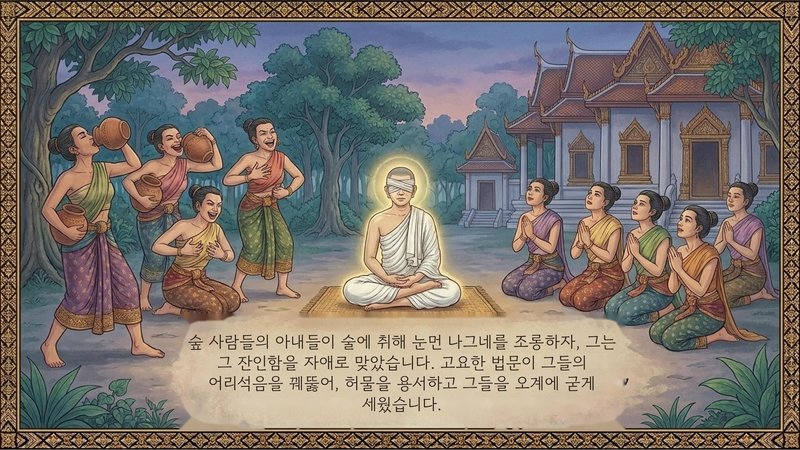 숲 사람들의 아내들이 술에 취해 눈먼 나그네를 조롱하자, 그는
그 잔인함을 자애로 맞았습니다. 고요한 법문이 그들의
어리석음을 꿰뚫어, 허물을 용서하고 그들을 오계에 굳게
세웠습니다.